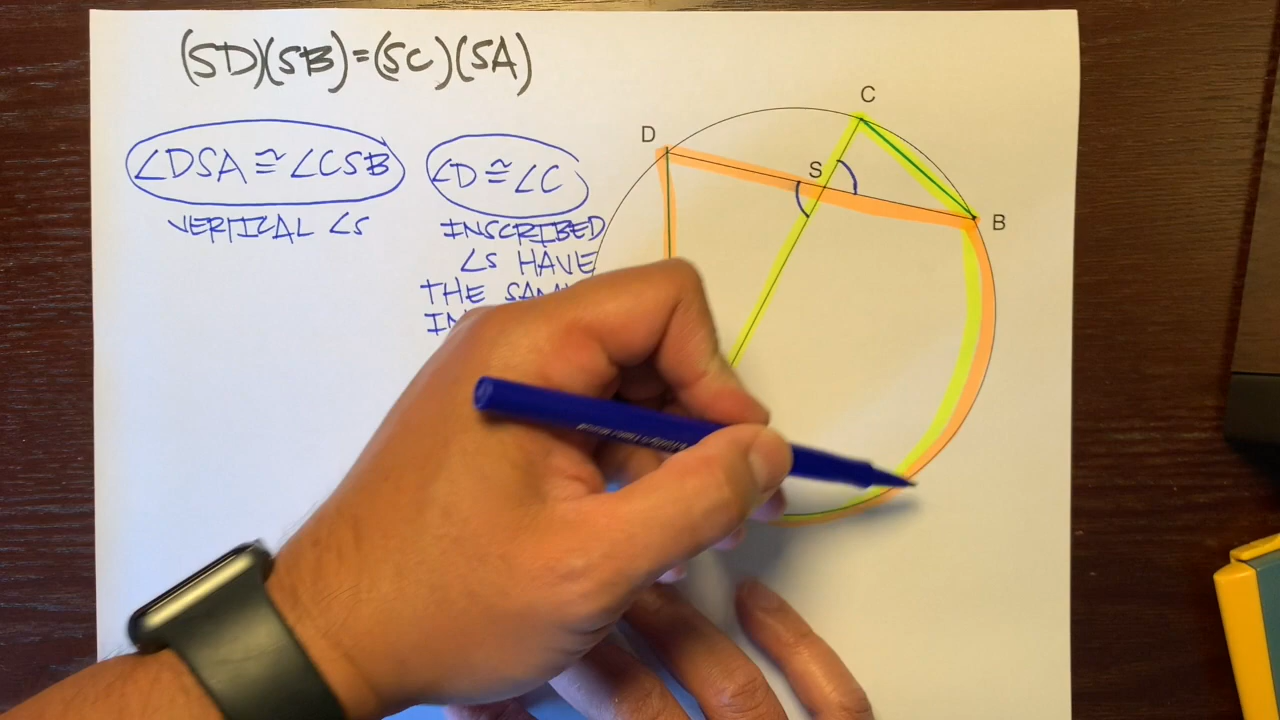 (SD)(SB)=(SC)(SA)
∠DSA ≅ ∠CSB
VERTICAL ∠S
∠D ≅ ∠C
INSCRIBED
∠S HAVE
THE
D
C
S
B